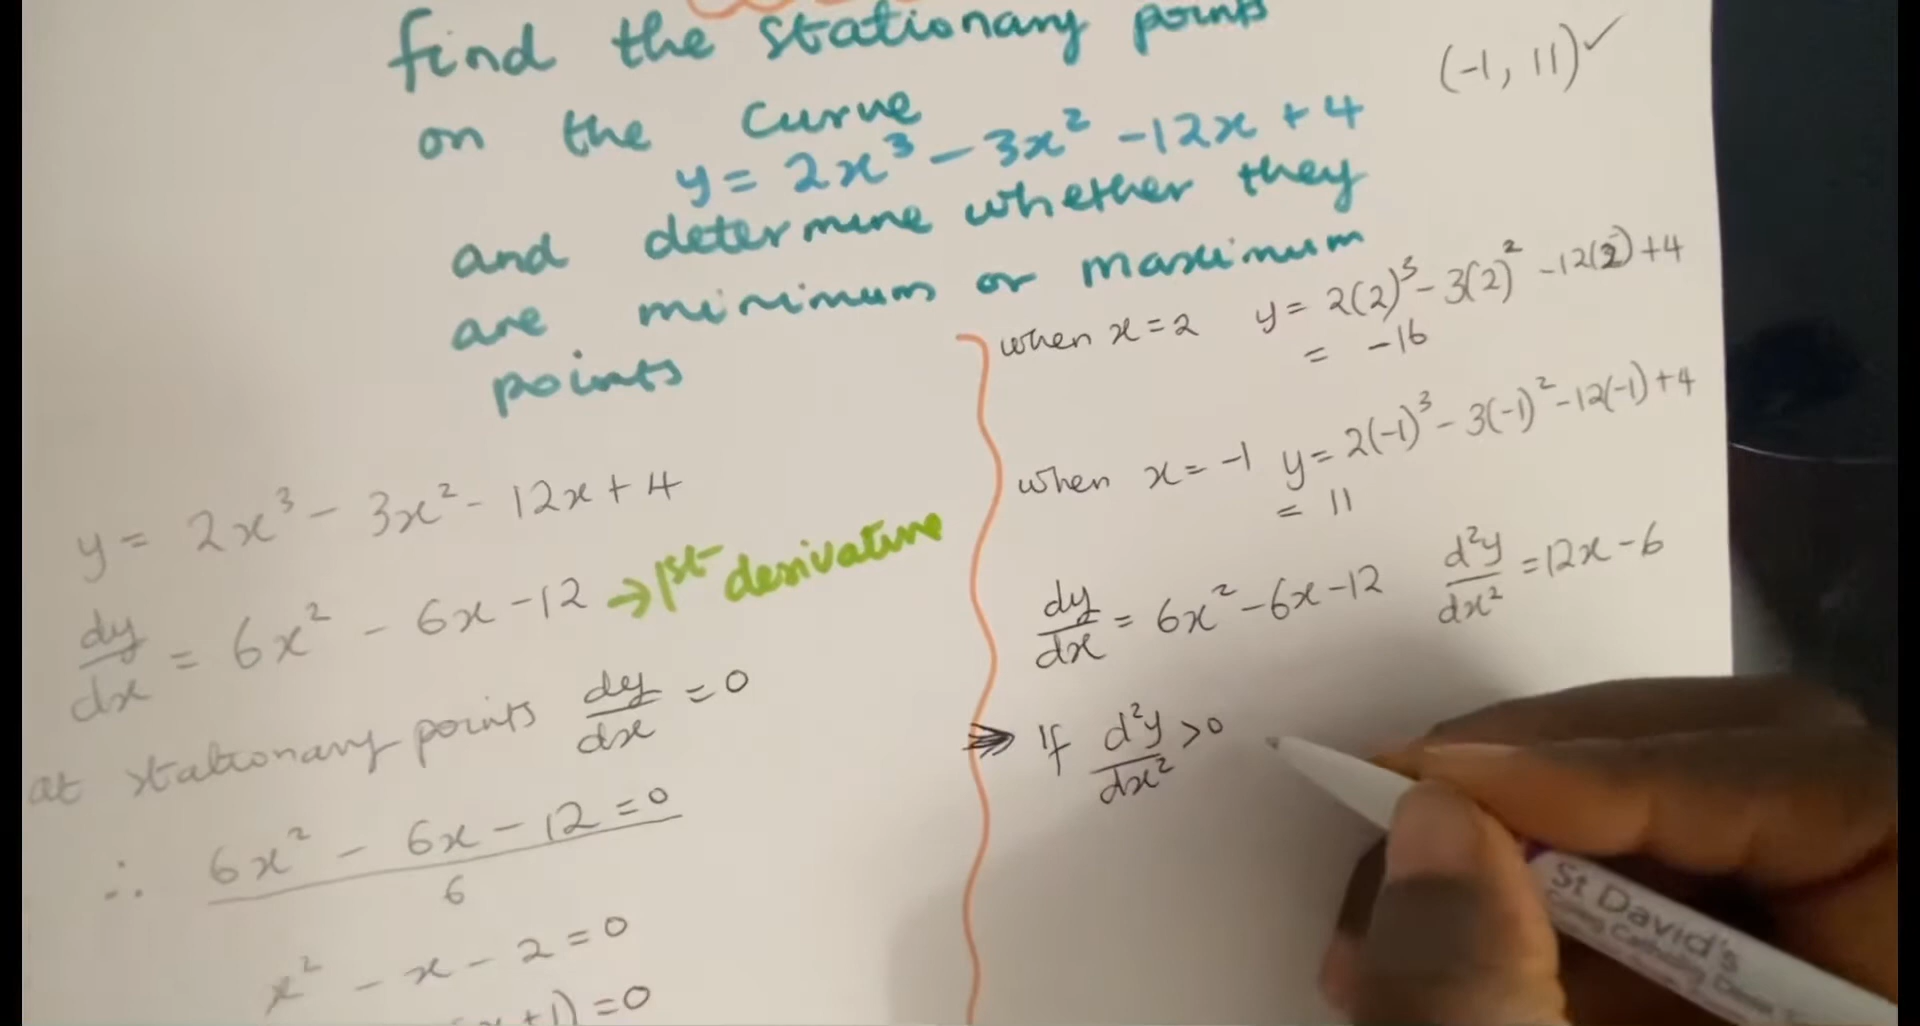 find the stationary points
on the curve
y = 2x³ - 3x² - 12x + 4
and determine whether they
are minimum or maximum
points
(-1, 11) ✓
y = 2x³ - 3x² - 12x + 4
dy/dx = 6x² - 6x - 12 → 1st derivative
at stationary points dy/dx = 0
∴ 6x² - 6x - 12 = 0
6
x² - x - 2 = 0
+1) = 0
when x = 2 y = 2(2)³ - 3(2)² - 12(2) + 4
= -16
when x = -1 y = 2(-1)³ - 3(-1)² - 12(-1) + 4
= 11
dy/dx = 6x² - 6x - 12 d²y/dx² = 12x - 6
⇒ If d²y/dx² > 0
St David's
Catholic